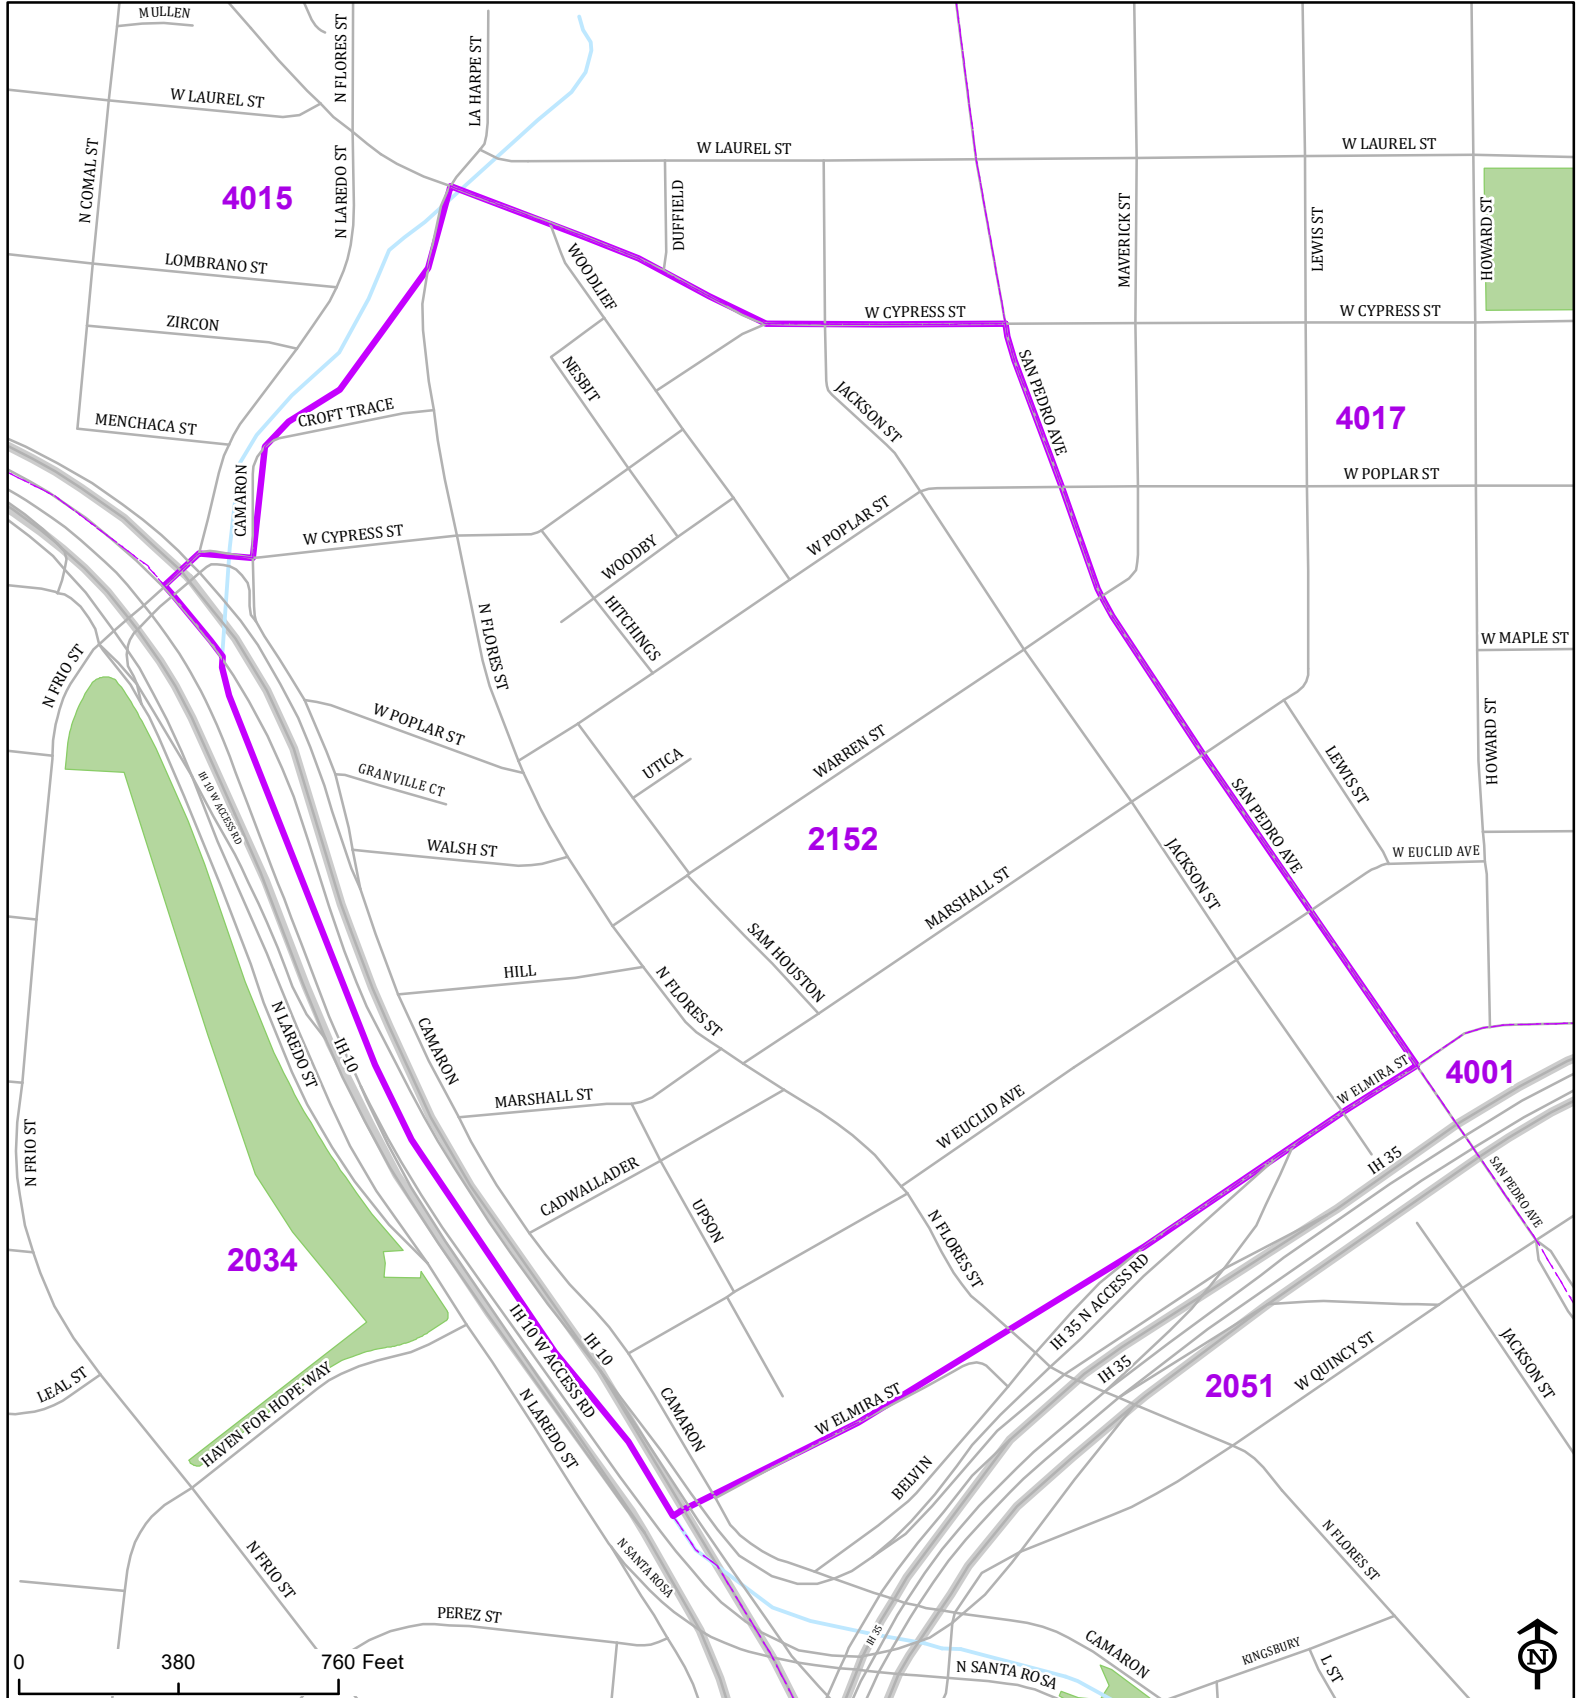 MULLEN
N FLORES ST
LA HARPE ST
W LAUREL ST
W LAUREL ST
W LAUREL ST
N COMAL ST
N LAREDO ST
4015
DUFFIELD
MAVERICK ST
LEWIS ST
HOWARD ST
LOMBRANO ST
WOODLIEF
ZIRCON
W CYPRESS ST
W CYPRESS ST
NESBIT
SAN PEDRO AVE
JACKSON ST
4017
MENCHACA ST
CROFT TRACE
CAMARON
W POPLAR ST
W POPLAR ST
W CYPRESS ST
WOODBY
HITCHINGS
N FLORES ST
W MAPLE ST
N FRIO ST
W POPLAR ST
GRANVILLE CT
UTICA
WARREN ST
HOWARD ST
LEWIS ST
SAN PEDRO AVE
IH 10 W ACCESS RD
WALSH ST
2152
JACKSON ST
W EUCLID AVE
MARSHALL ST
SAM HOUSTON
HILL
N FLORES ST
N LAREDO ST
IH 10
CAMARON
4001
W ELMIRA ST
MARSHALL ST
W EUCLID AVE
N FRIO ST
IH 35
CADWALLADER
UPSON
SAN PEDRO AVE
N FLORES ST
2034
IH 35 N ACCESS RD
IH 10 W ACCESS RD
IH 10
IH 35
W QUINCY ST
JACKSON ST
2051
LEAL ST
HAVEN FOR HOPE WAY
N LAREDO ST
CAMARON
W ELMIRA ST
BELVIN
N FLORES ST
N FRIO ST
N SANTA ROSA
PEREZ ST
IH 35
CAMARON
KINGSBURY
L ST
N SANTA ROSA
0 380 760 Feet
N